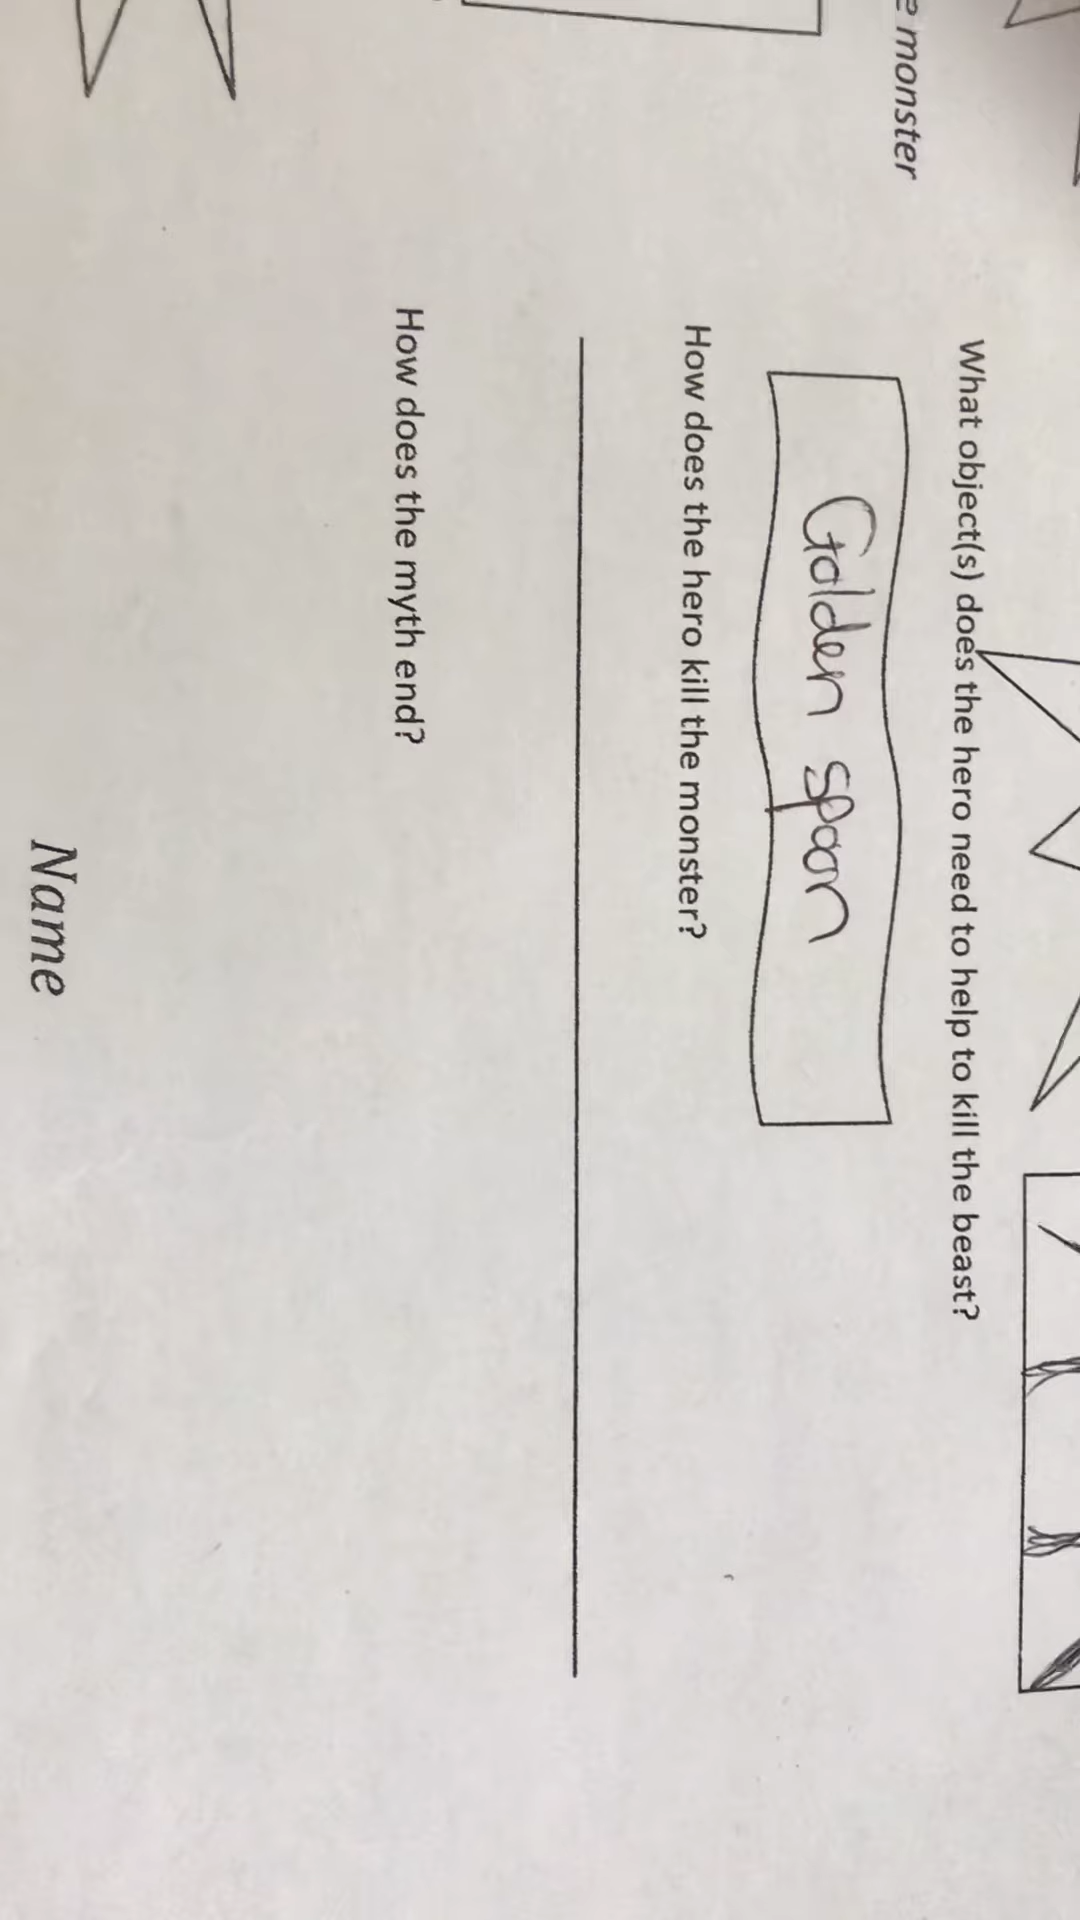 e monster
What object(s) does the hero need to help to kill the beast?
Golden spoon
How does the hero kill the monster?
How does the myth end?
Name